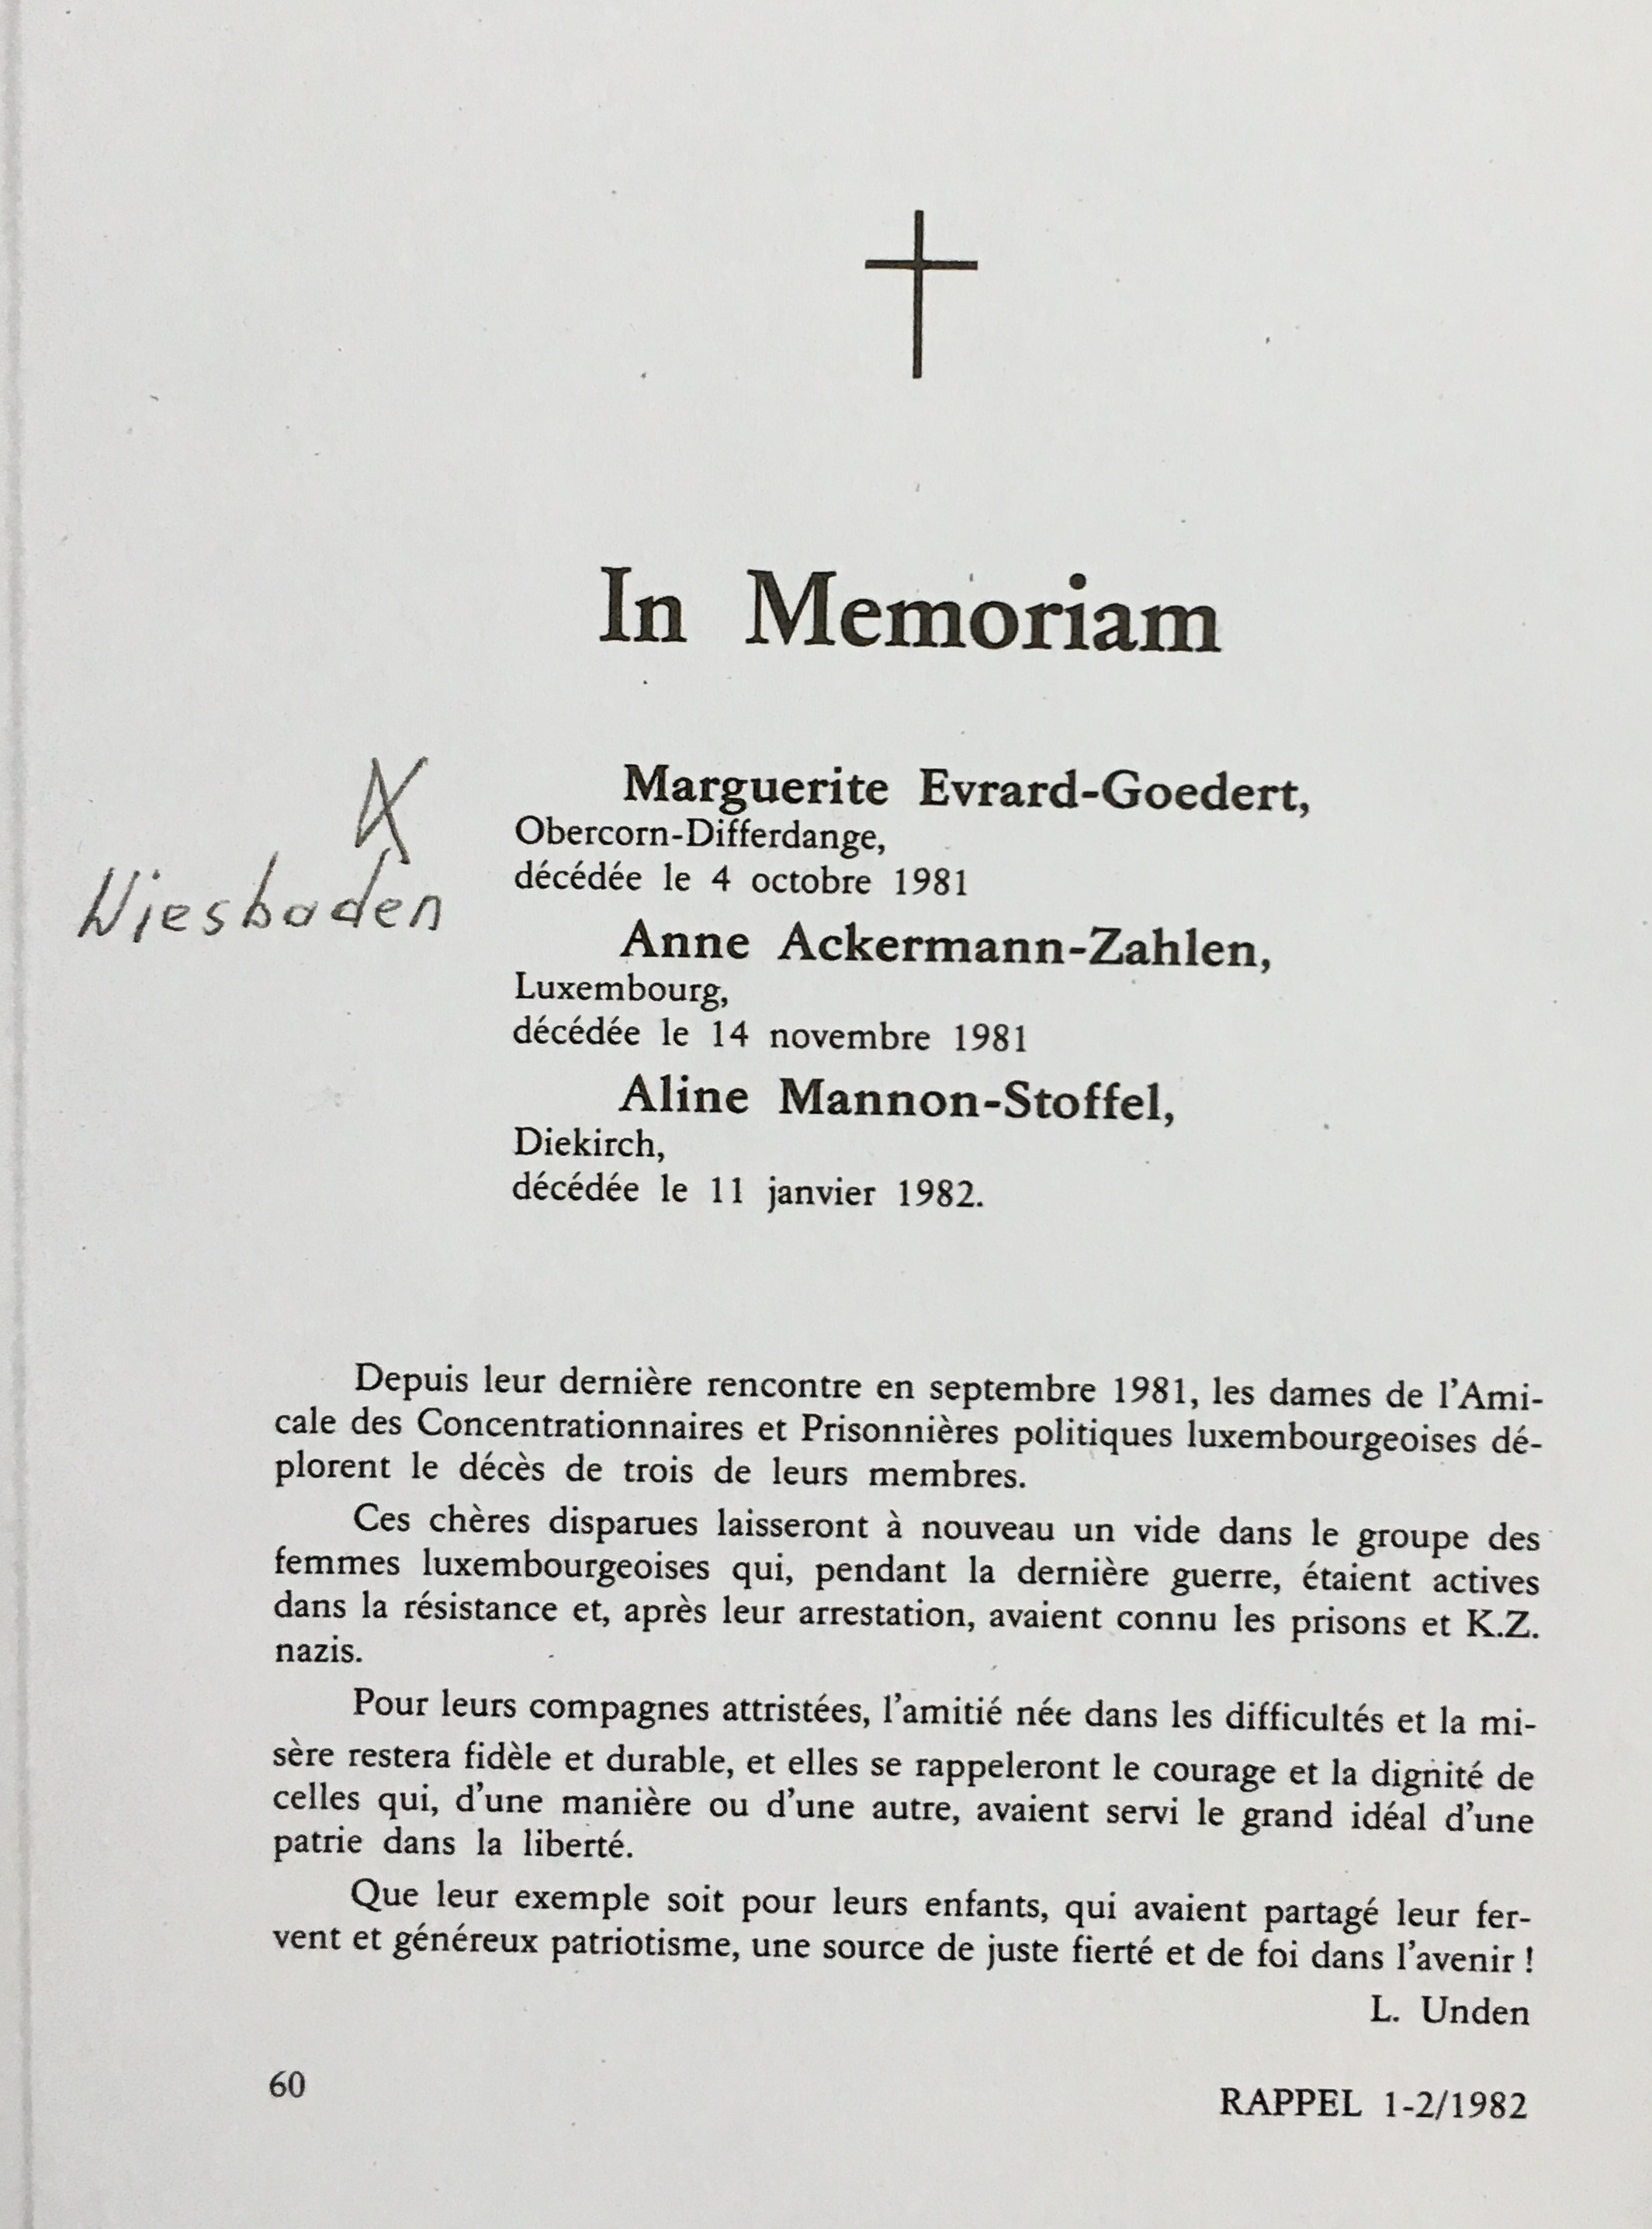 In Memoriam
Marguerite Evrard-Goedert,
Obercorn-Differdange,
décédée le 4 octobre 1981
Wiesbaden
Anne Ackermann-Zahlen,
Luxembourg,
décédée le 14 novembre 1981
Aline Mannon-Stoffel,
Diekirch,
décédée le 11 janvier 1982.
Depuis leur dernière rencontre en septembre 1981, les dames de l'Ami-
cale des Concentrationnaires et Prisonnières politiques luxembourgeoises dé-
plorent le décès de trois de leurs membres.
Ces chères disparues laisseront à nouveau un vide dans le groupe des
femmes luxembourgeoises qui, pendant la dernière guerre, étaient actives
dans la résistance et, après leur arrestation, avaient connu les prisons et K.Z.
nazis.
Pour leurs compagnes attristées, l'amitié née dans les difficultés et la mi-
sère restera fidèle et durable, et elles se rappeleront le courage et la dignité de
celles qui, d'une manière ou d'une autre, avaient servi le grand idéal d'une
patrie dans la liberté.
Que leur exemple soit pour leurs enfants, qui avaient partagé leur fer-
vent et généreux patriotisme, une source de juste fierté et de foi dans l'avenir !
L. Unden
60
RAPPEL 1-2/1982